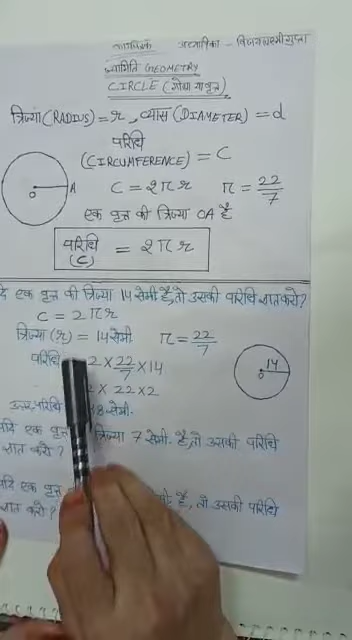 अध्यापिका - विजयलक्ष्मी गुप्ता
ज्यामिति GEOMETRY
CIRCLE (गोला या वृत्त)
त्रिज्या (RADIUS) = r, व्यास (DIAMETER) = d
परिधि
(CIRCUMFERENCE) = C
O A
C = 2πr π = 22/7
एक वृत्त की त्रिज्या OA है
परिधि (C) = 2πr
दि एक वृत्त की त्रिज्या 14 सेमी है, तो उसकी परिधि ज्ञात करो?
C = 2πr
त्रिज्या (r) = 14 सेमी π = 22/7
14
O
परिधि 2 × 22/7 × 14
2 × 22 × 2
उत्तर परिधि 8 सेमी.
यदि एक वृत्त त्रिज्या 7 सेमी. है, तो उसकी परिधि
ज्ञात करो?
यदि एक वृत्त है, तो उसकी परिधि
ज्ञात करो?